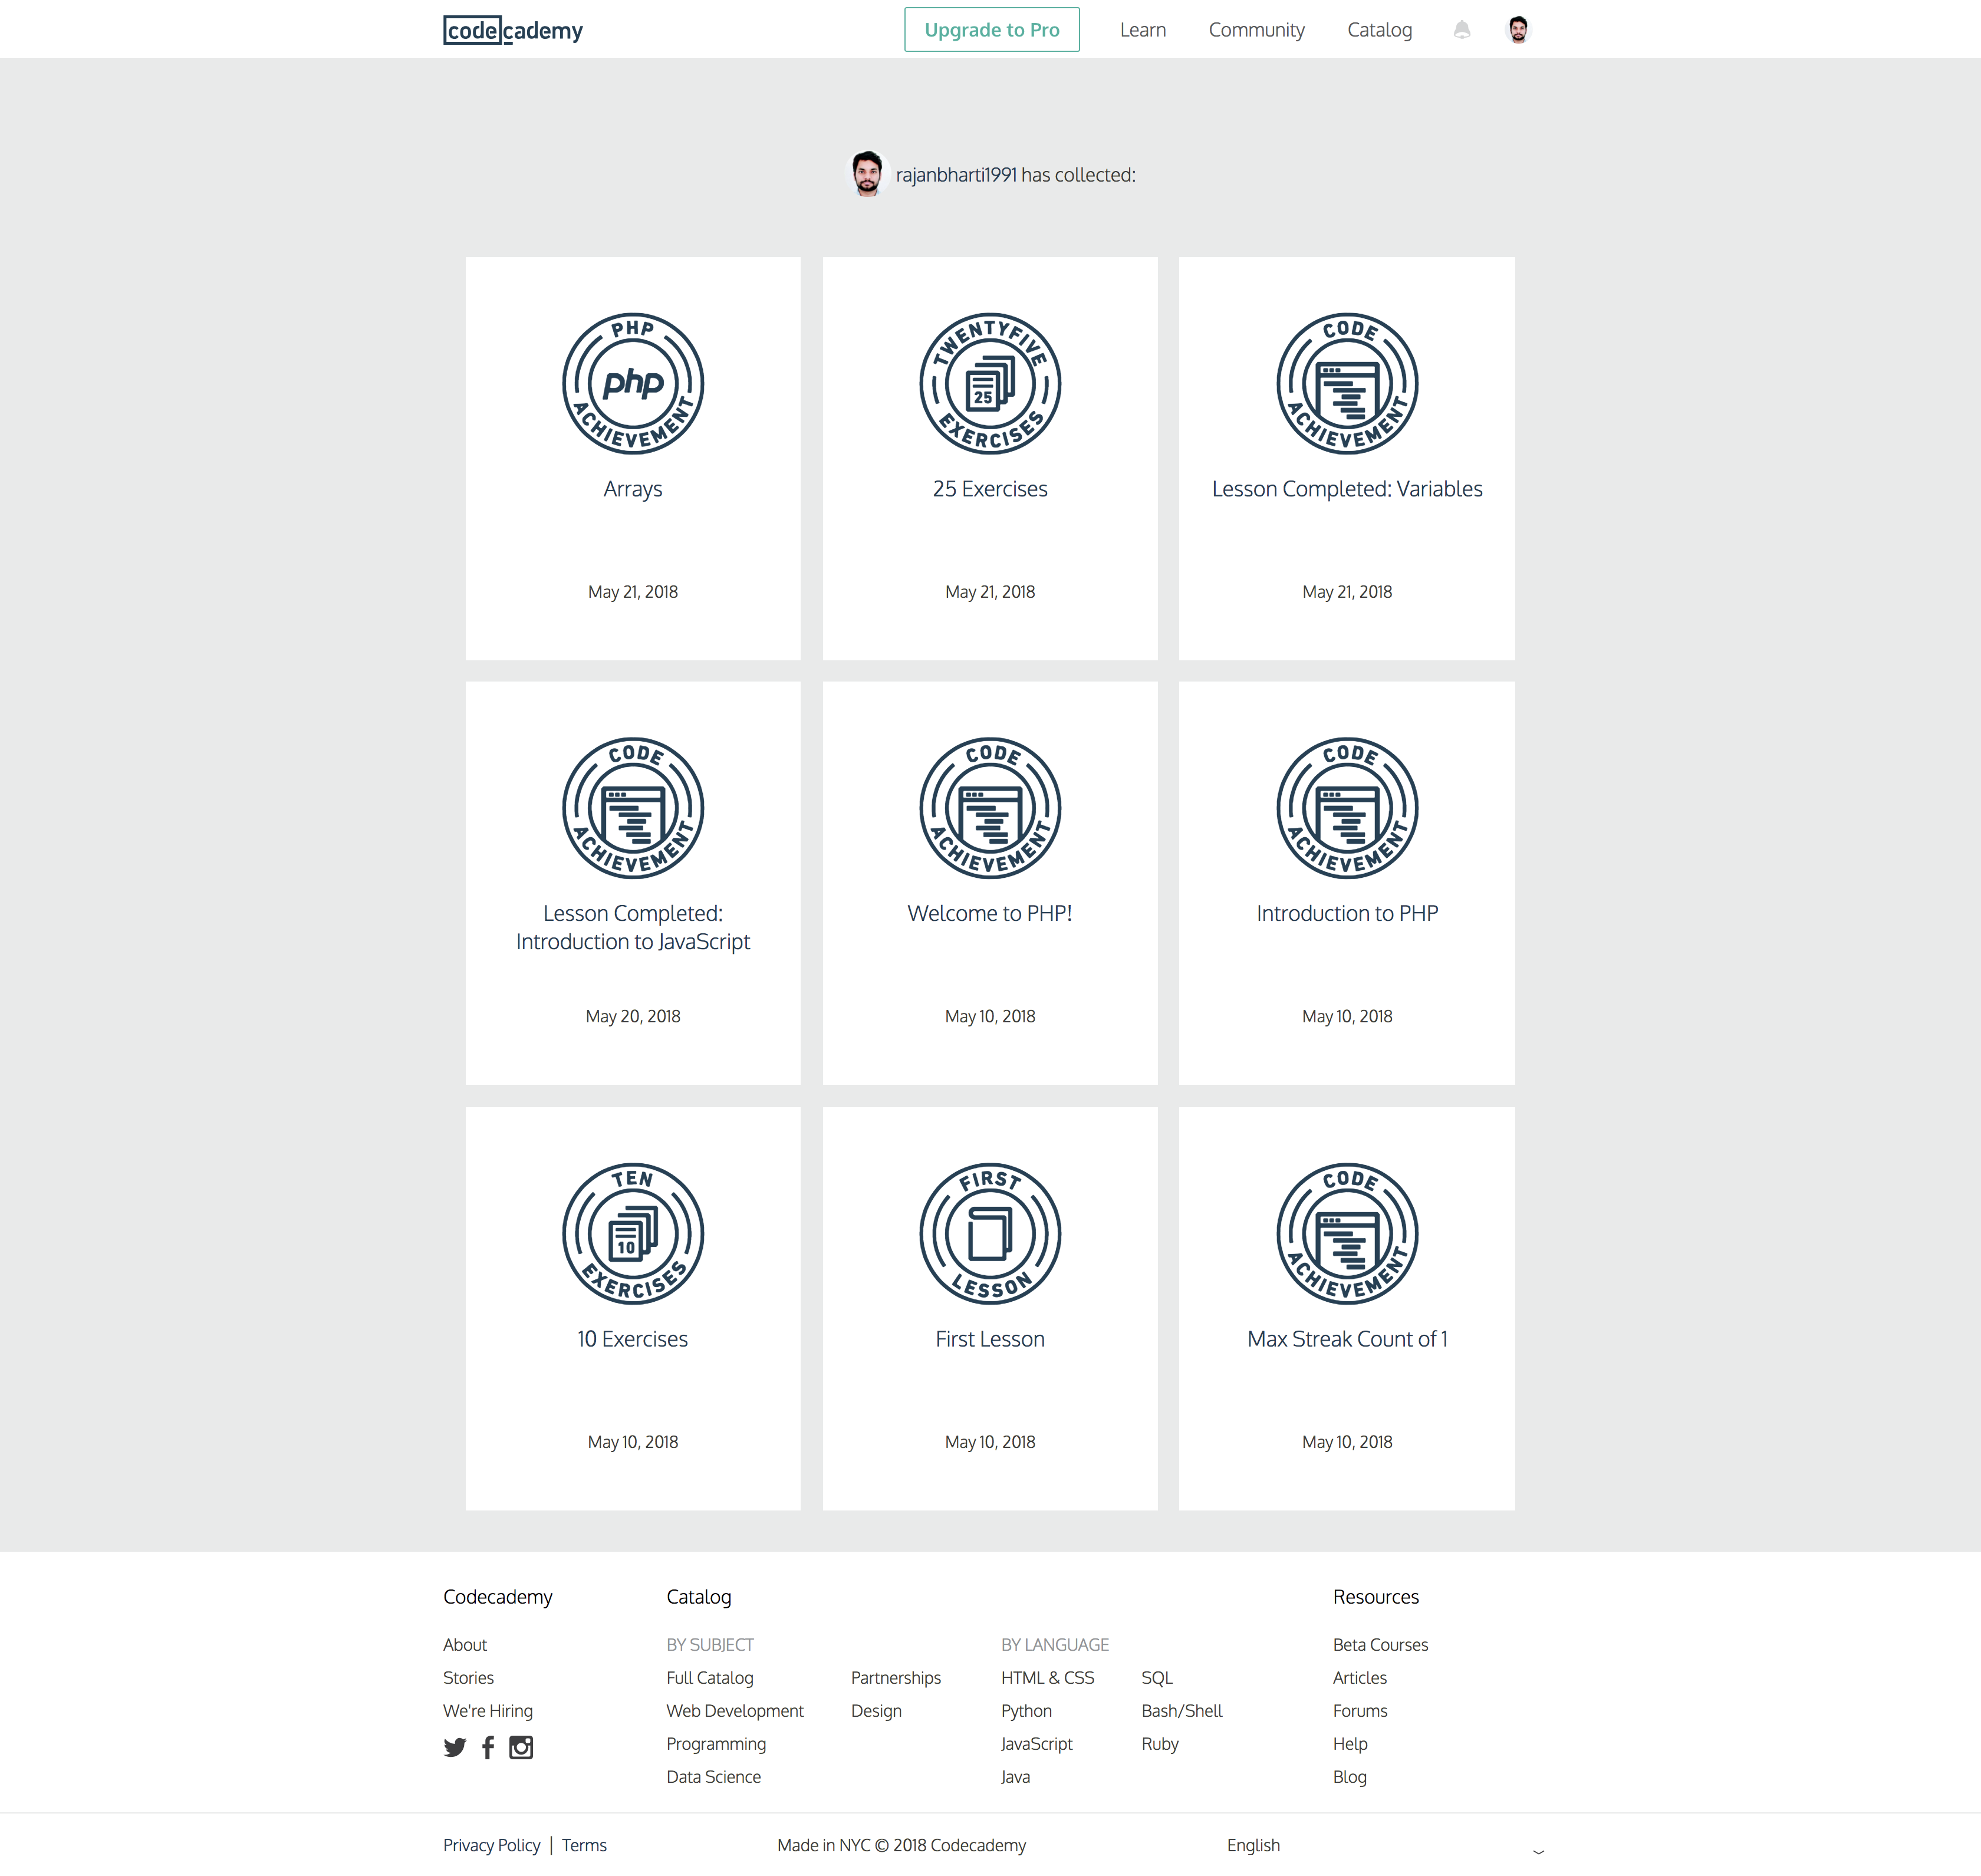 codecademy
Upgrade to Pro
Learn
Community
Catalog
rajanbharti1991 has collected:
PHP
php
ACHIEVEMENT
Arrays
May 21, 2018
TWENTYFIVE
25
EXERCISES
25 Exercises
May 21, 2018
CODE
ACHIEVEMENT
Lesson Completed: Variables
May 21, 2018
CODE
ACHIEVEMENT
Lesson Completed:
Introduction to JavaScript
May 20, 2018
CODE
ACHIEVEMENT
Welcome to PHP!
May 10, 2018
CODE
ACHIEVEMENT
Introduction to PHP
May 10, 2018
TEN
10
EXERCISES
10 Exercises
May 10, 2018
FIRST
LESSON
First Lesson
May 10, 2018
CODE
ACHIEVEMENT
Max Streak Count of 1
May 10, 2018
Codecademy
About
Stories
We're Hiring
Catalog
BY SUBJECT
Full Catalog
Web Development
Programming
Data Science
Partnerships
Design
BY LANGUAGE
HTML & CSS
Python
JavaScript
Java
SQL
Bash/Shell
Ruby
Resources
Beta Courses
Articles
Forums
Help
Blog
Privacy Policy | Terms
Made in NYC © 2018 Codecademy
English